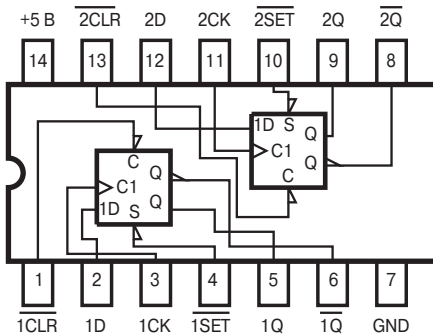 +5 B 2CLR 2D 2CK 2SET 2Q 2Q
14 13 12 11 10 9 8
1D S Q
C1
Q
C
C
C1 Q
1D Q
S
1 2 3 4 5 6 7
1CLR 1D 1CK 1SET 1Q 1Q GND